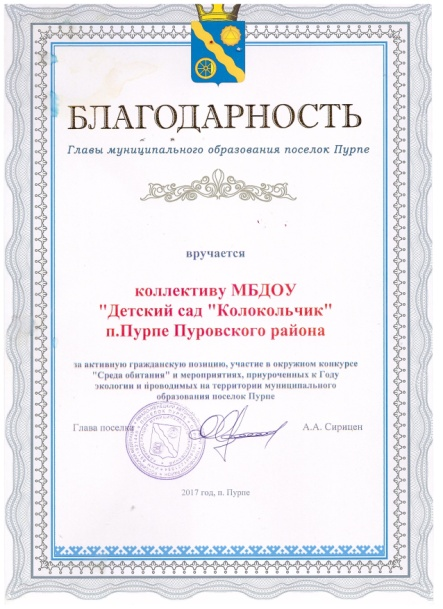 БЛАГОДАРНОСТЬ
Главы муниципального образования поселок Пурпе
вручается
коллективу МБДОУ
"Детский сад "Колокольчик"
п.Пурпе Пуровского района
за активную гражданскую позицию, участие в окружном конкурсе
"Среда обитания" и мероприятиях, приуроченных к Году
экологии и проводимых на территории муниципального
образования поселок Пурпе
Глава поселка А.А. Сирицен
2017 год, п. Пурпе